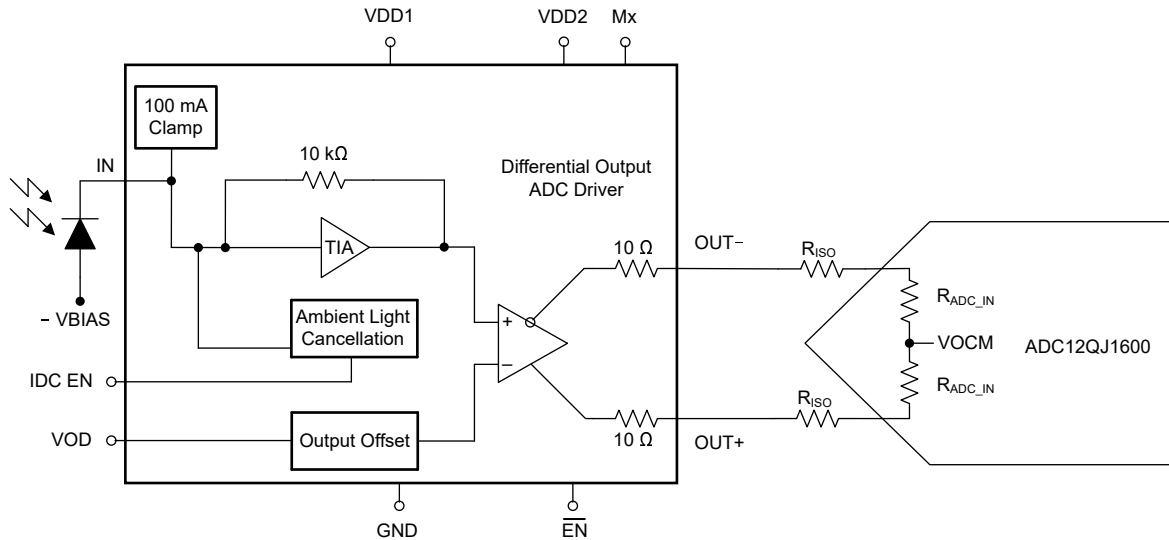 VDD1
VDD2
Mx
100 mA
Clamp
10 kΩ
Differential Output
ADC Driver
IN
TIA
10 Ω
OUT−
RISO
RADC_IN
− VBIAS
Ambient Light
Cancellation
+
−
VOCM
ADC12QJ1600
IDC EN
RADC_IN
RISO
VOD
Output Offset
10 Ω
OUT+
GND
EN